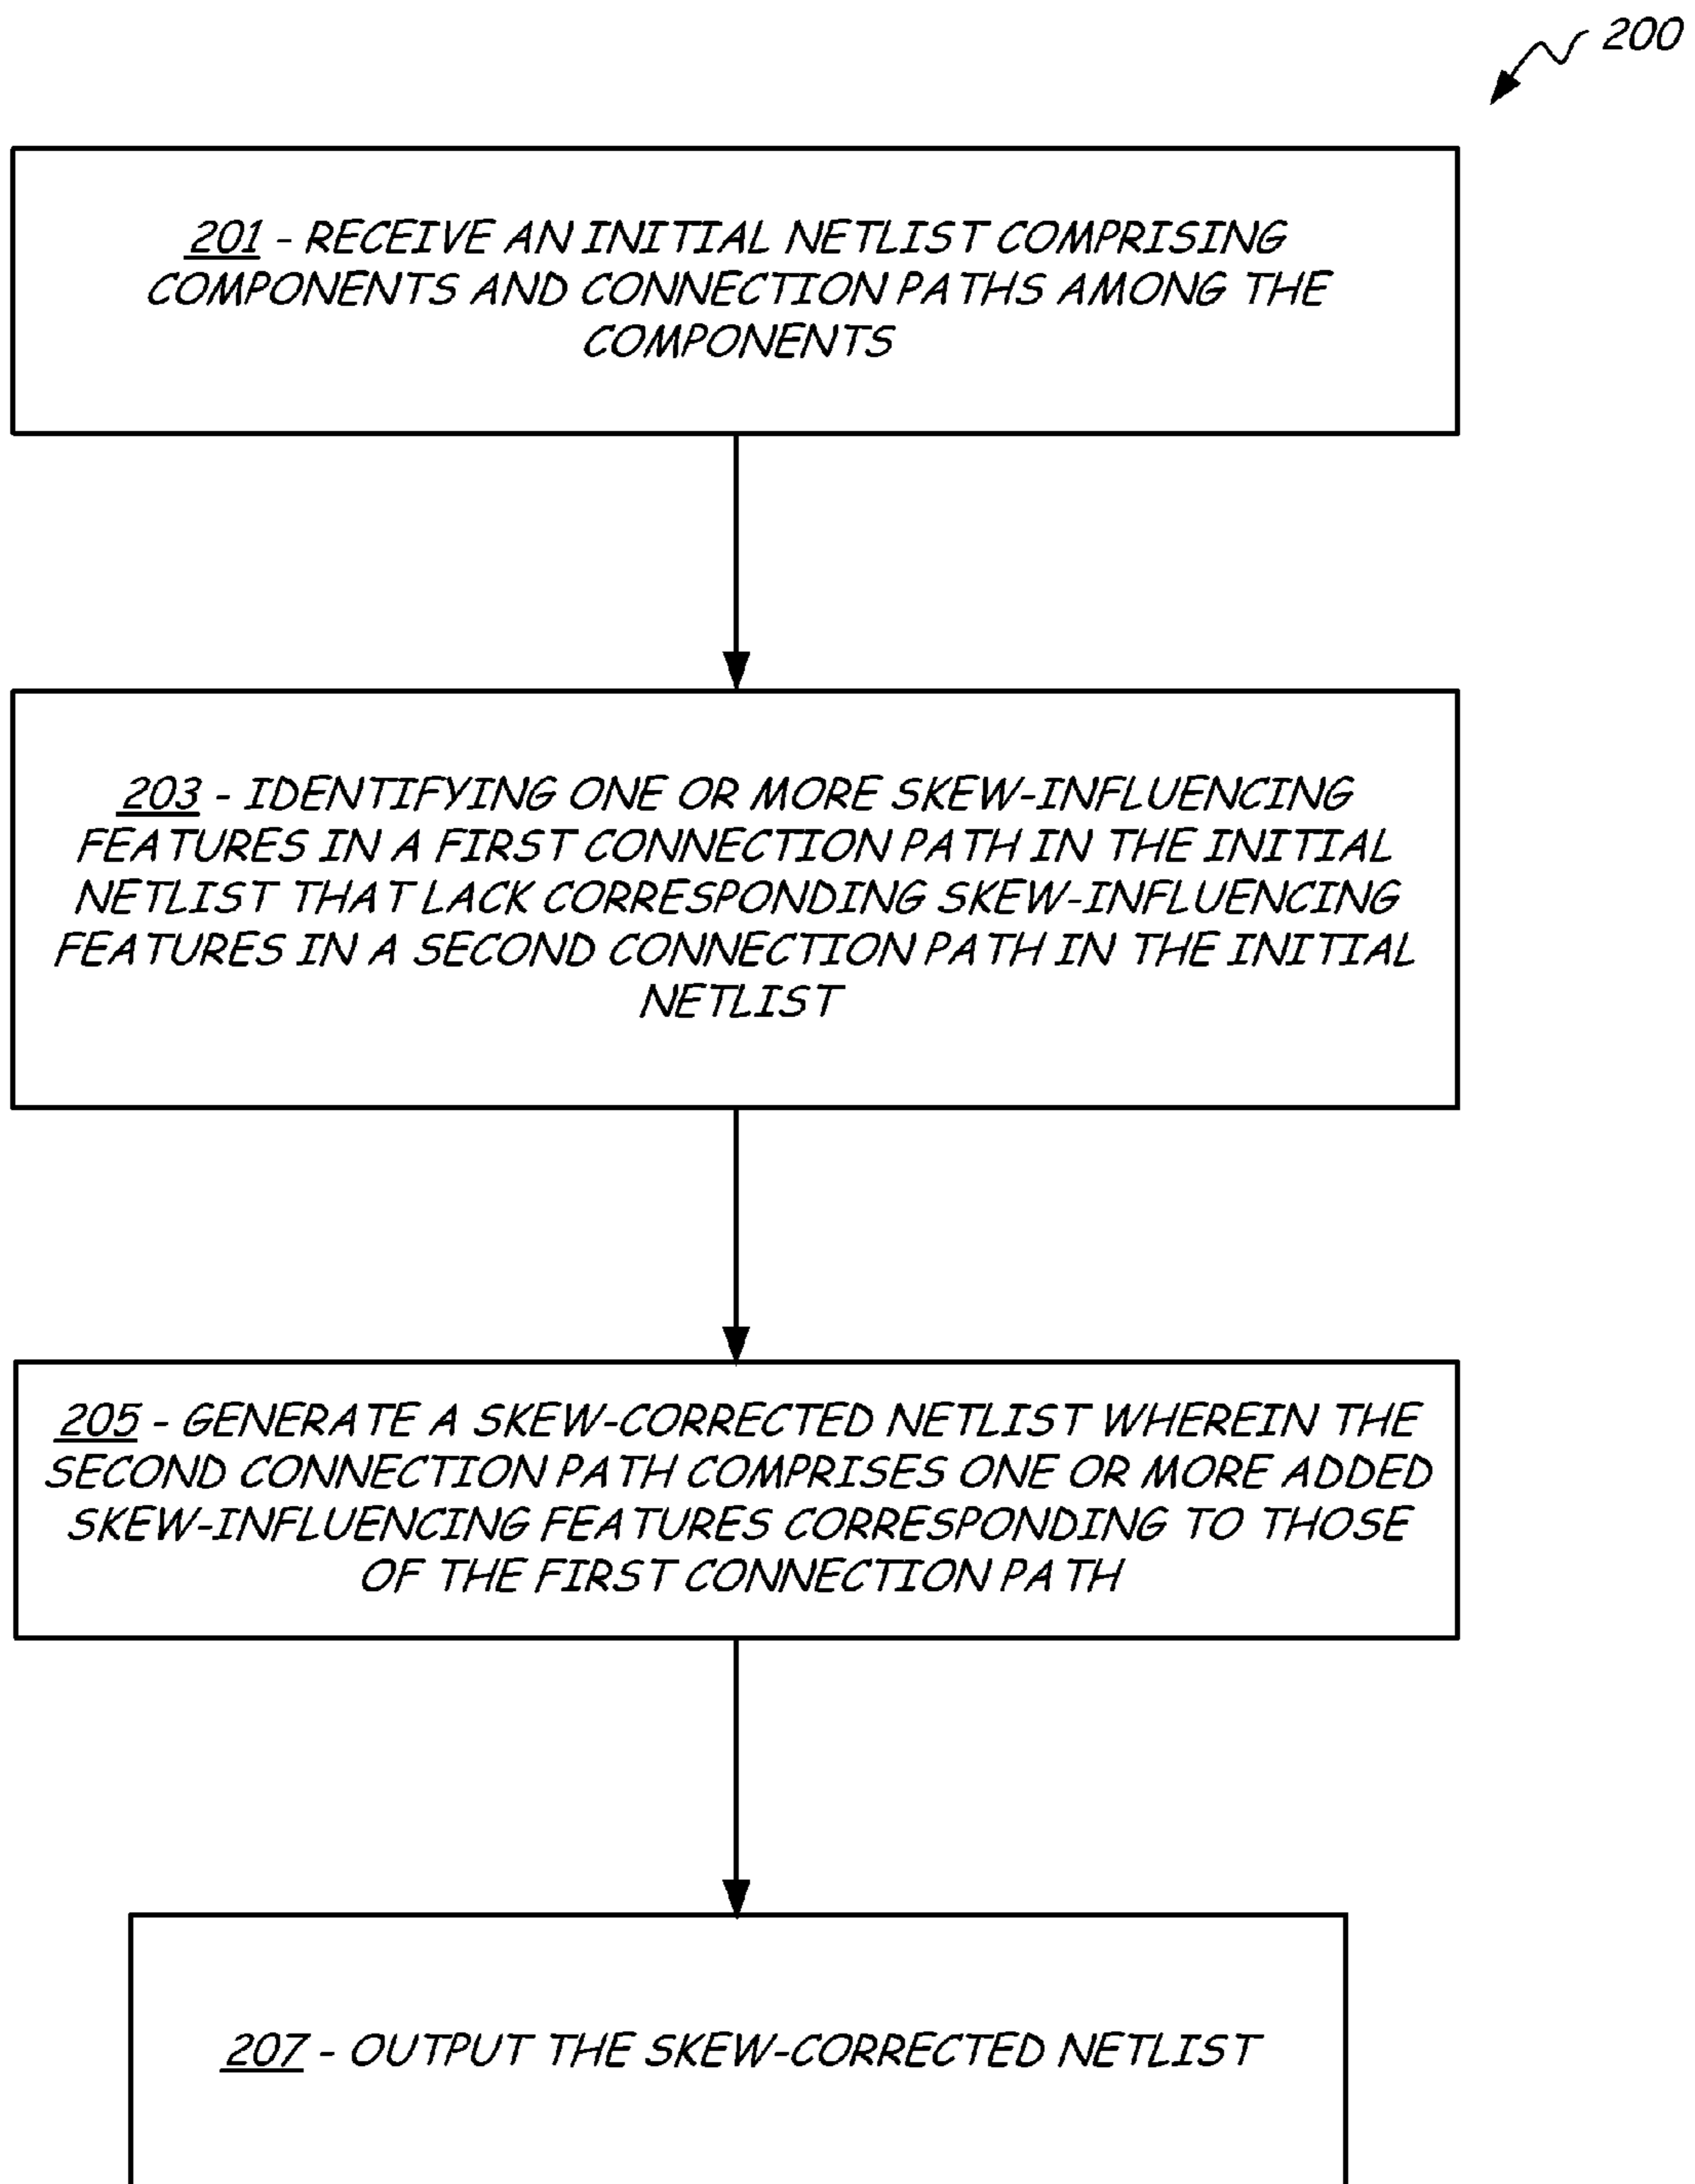 200
201 - RECEIVE AN INITIAL NETLIST COMPRISING
COMPONENTS AND CONNECTION PATHS AMONG THE
COMPONENTS
203 - IDENTIFYING ONE OR MORE SKEW-INFLUENCING
FEATURES IN A FIRST CONNECTION PATH IN THE INITIAL
NETLIST THAT LACK CORRESPONDING SKEW-INFLUENCING
FEATURES IN A SECOND CONNECTION PATH IN THE INITIAL
NETLIST
205 - GENERATE A SKEW-CORRECTED NETLIST WHEREIN THE
SECOND CONNECTION PATH COMPRISES ONE OR MORE ADDED
SKEW-INFLUENCING FEATURES CORRESPONDING TO THOSE
OF THE FIRST CONNECTION PATH
207 - OUTPUT THE SKEW-CORRECTED NETLIST